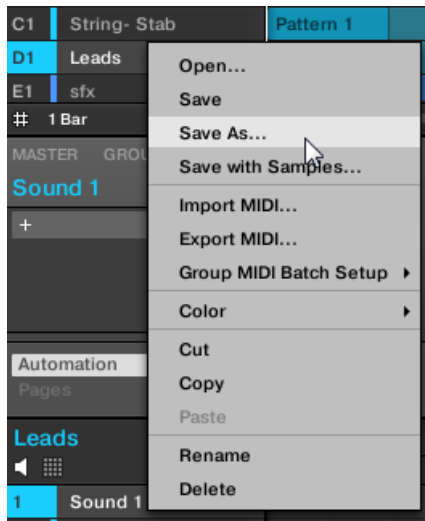 C1 String- Stab Pattern 1
D1 Leads
E1 sfx
# 1 Bar
MASTER GROU
Sound 1
+
Automation
Pages
Leads
1 Sound 1
Open...
Save
Save As...
Save with Samples...
Import MIDI...
Export MIDI...
Group MIDI Batch Setup
Color
Cut
Copy
Paste
Rename
Delete